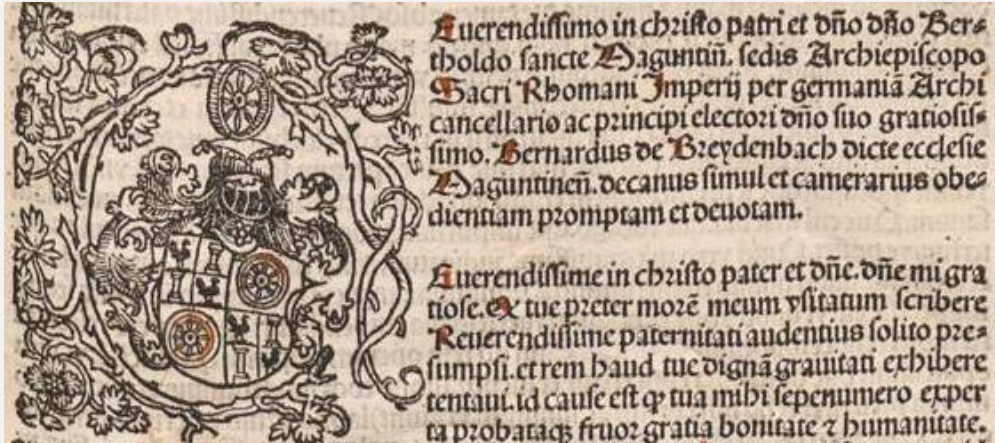 Euerendissimo in christo patri et dño dño Ber⸗
tholdo sancte Maguntiñ. sedis Archiepiscopo
Sacri Rhomani Imperij per germaniā Archi
cancellario ac principi electori dño suo gratiosis⸗
simo. Bernardus de Breydenbach dicte ecclesie
Maguntineñ. decanus simul et camerarius obe⸗
dientiam promptam et deuotam.
Euerendissime in christo pater et dñe. dñe mi gra
tiose. ex tue preter morē meum vsitatum scribere
Reuerendissime paternitati audentius solito pre⸗
sumpsi. et rem haud tue dignā grauitati exhibere
tentaui. id cause est ꝙ tua mihi sepenumero exper
ta probataqꝫ fruor gratia bonitate ⁊ humanitate.